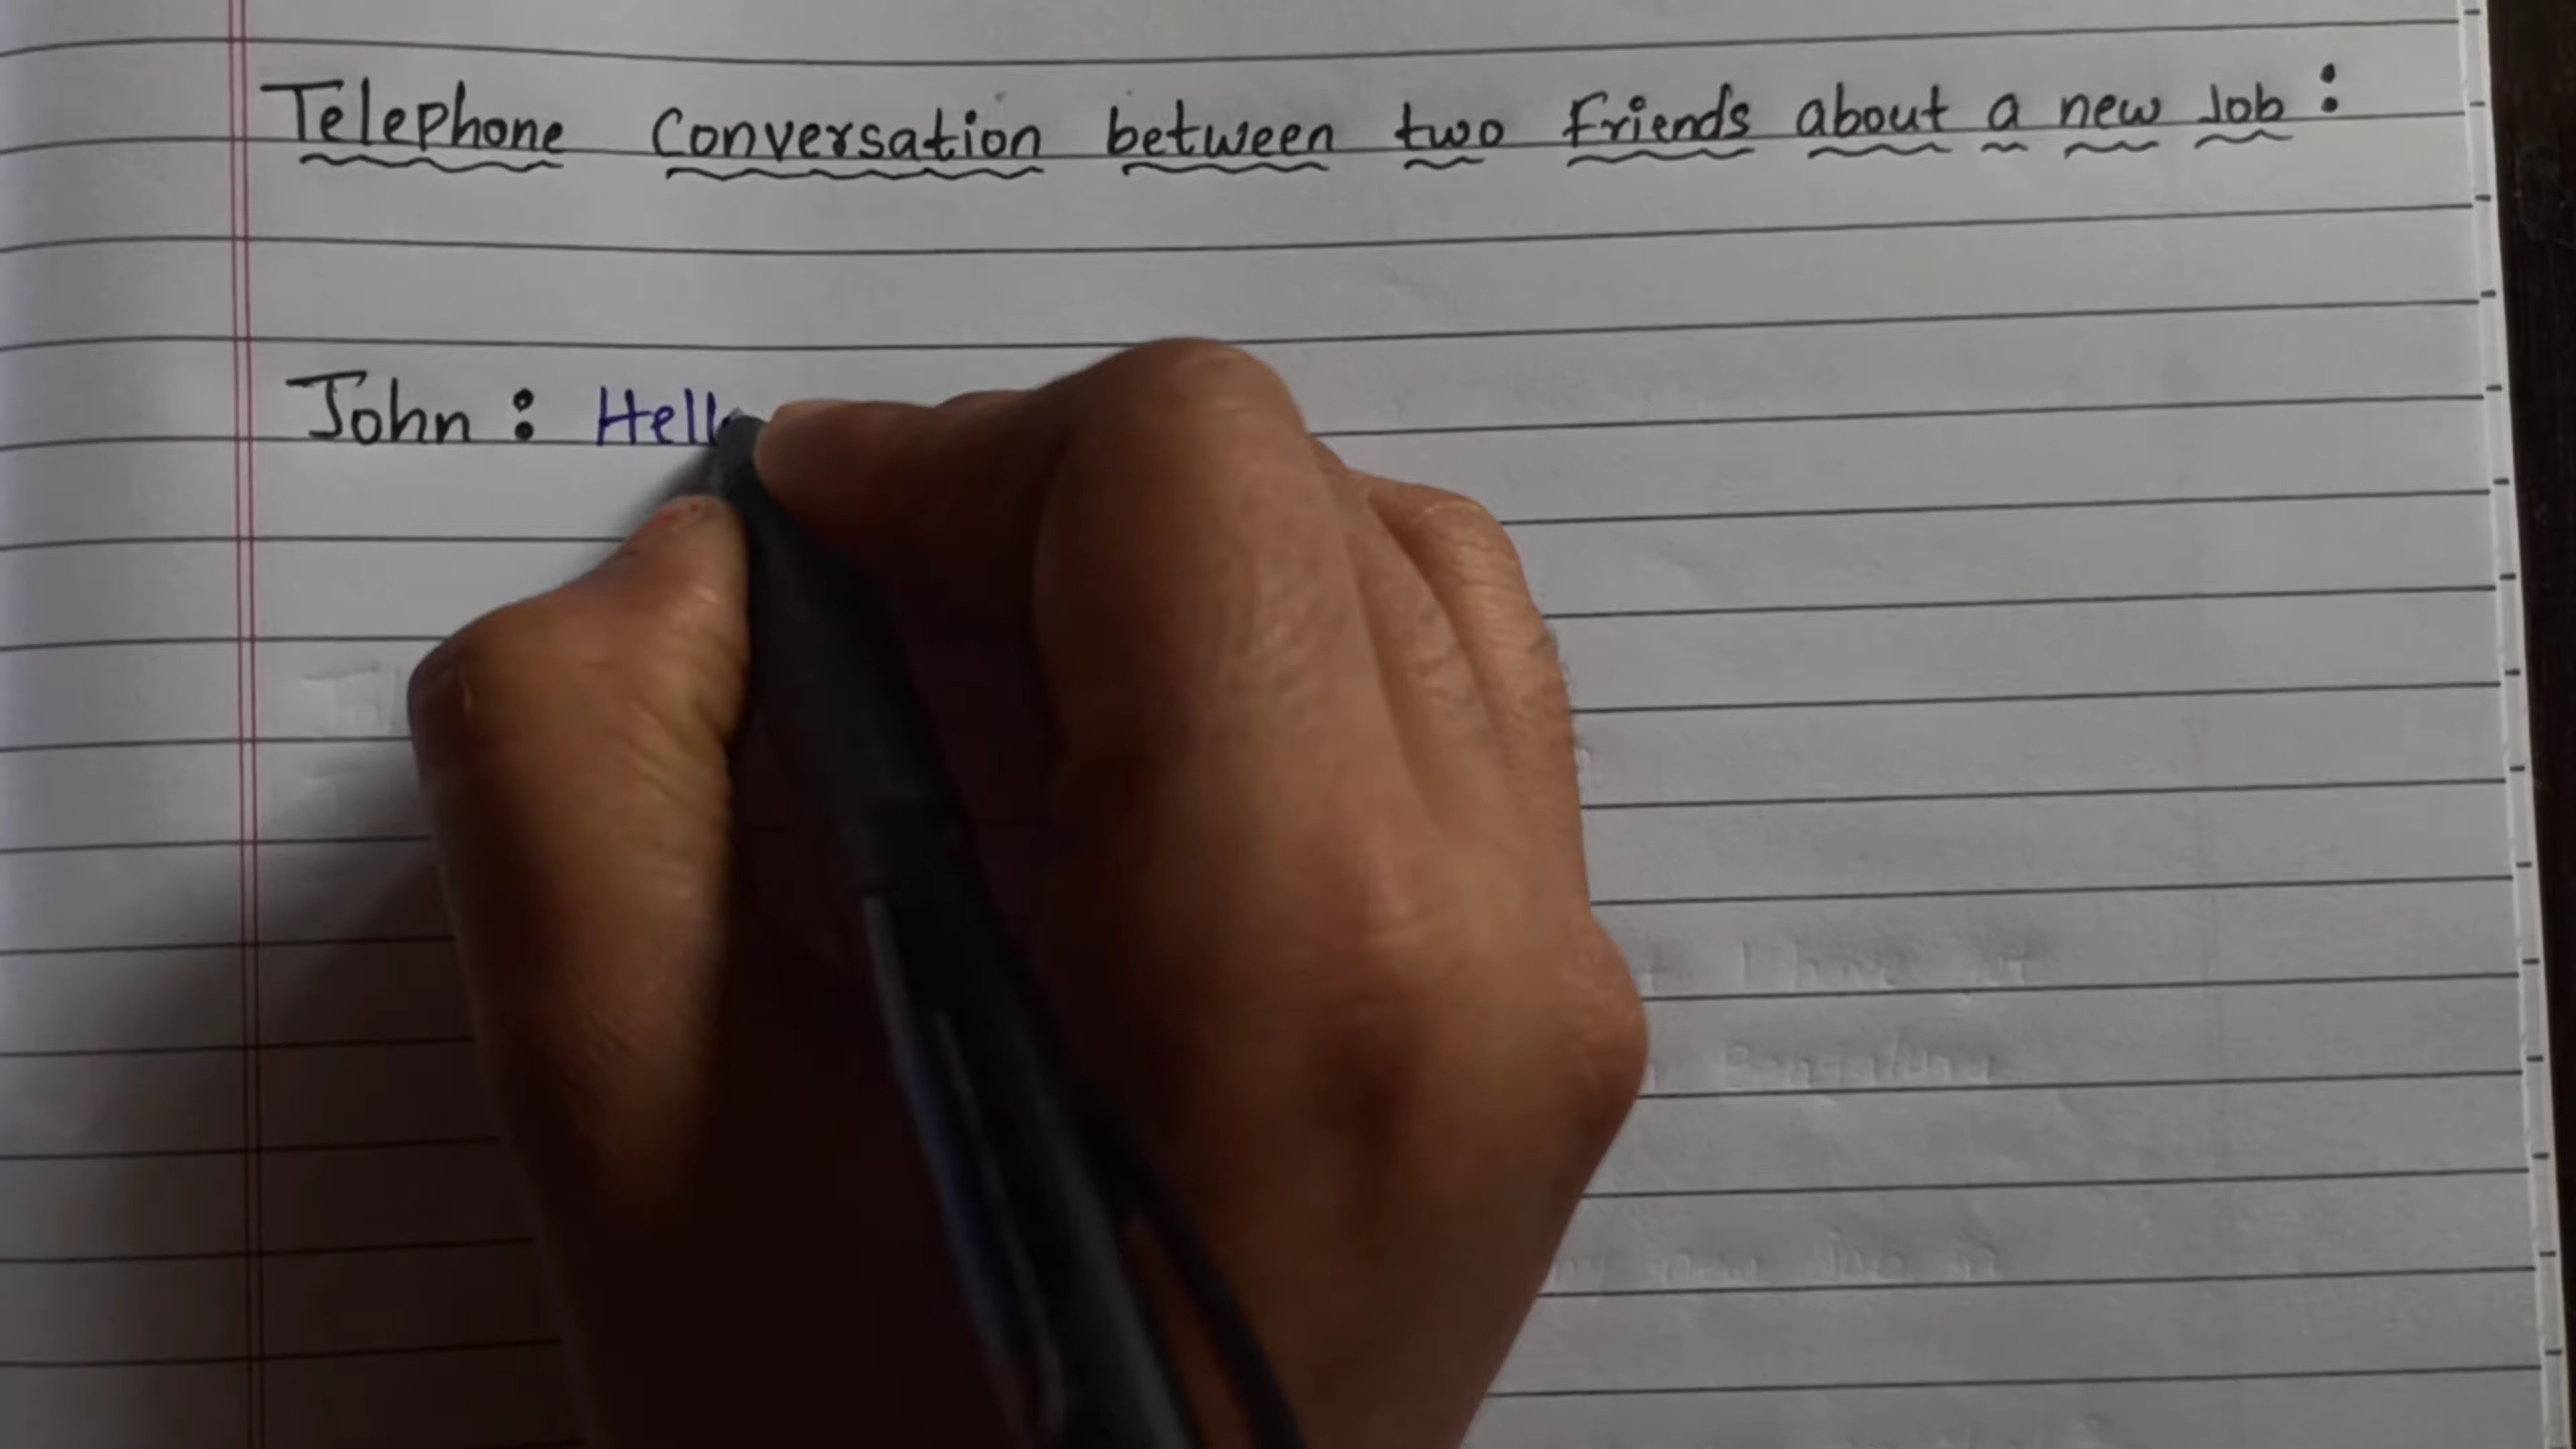 Telephone Conversation between two Friends about a new Job :
John : Hell